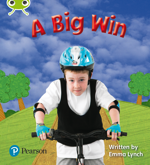 A Big Win
Pearson
Written by
Emma Lynch